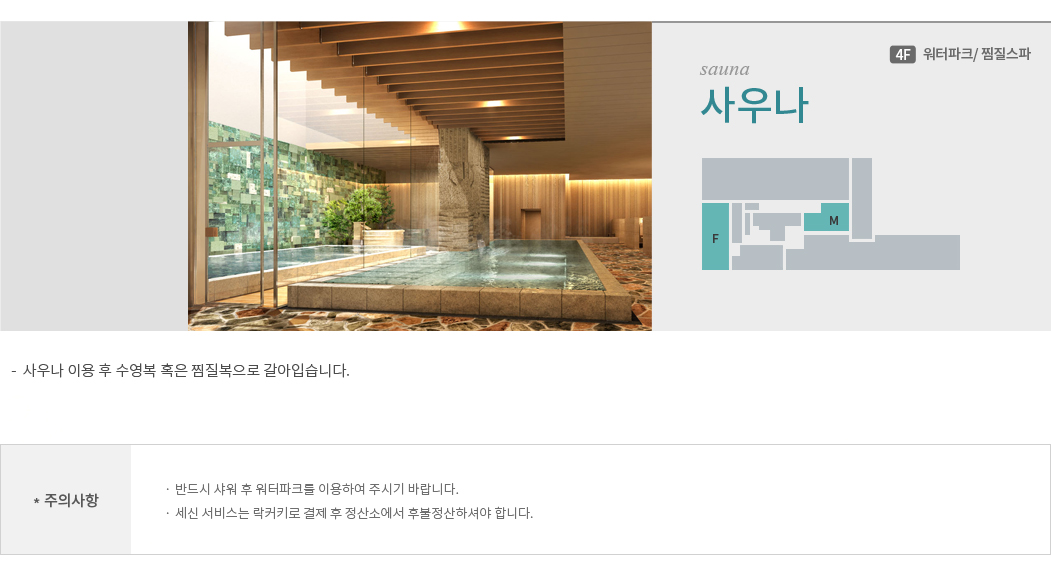 4F 워터파크/ 찜질스파
sauna
사우나
M
F
- 사우나 이용 후 수영복 혹은 찜질복으로 갈아입습니다.
* 주의사항
· 반드시 샤워 후 워터파크를 이용하여 주시기 바랍니다.
· 세신 서비스는 락커키로 결제 후 정산소에서 후불정산하셔야 합니다.